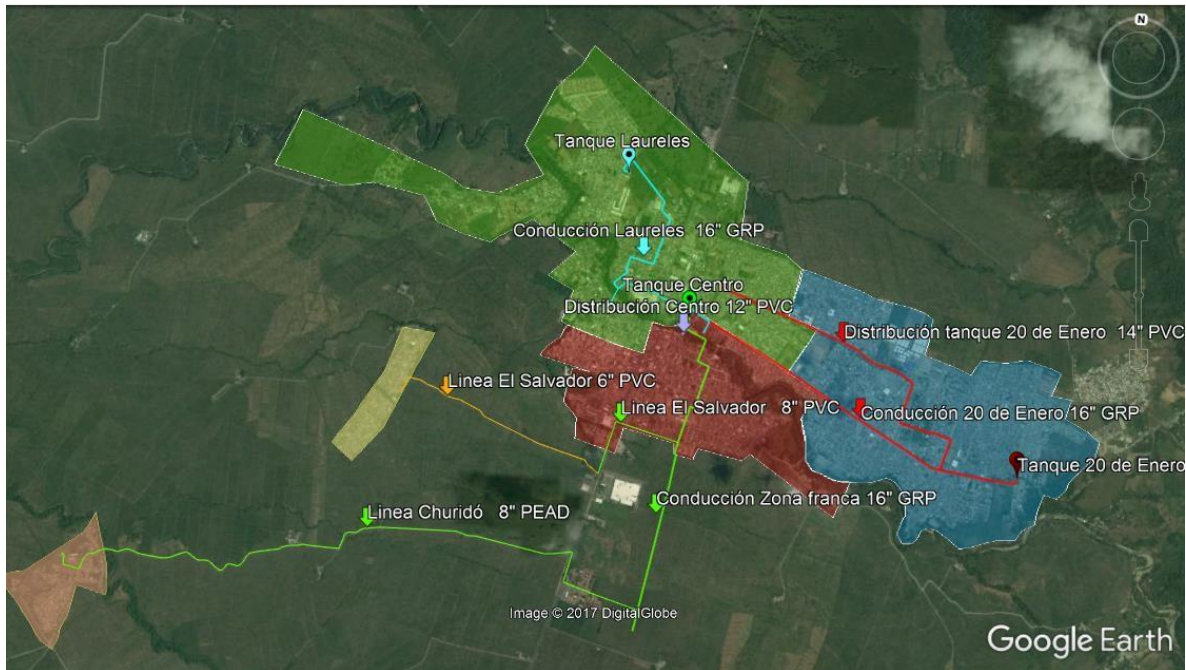 N
Tanque Laureles
Conducción Laureles 16" GRP
Tanque Centro
Distribución Centro 12" PVC
Distribución tanque 20 de Enero 14" PVC
Linea El Salvador 6" PVC
Linea El Salvador 8" PVC
Conducción 20 de Enero 16" GRP
Tanque 20 de Enero
Conducción Zona franca 16" GRP
Linea Churidó 8" PEAD
Image © 2017 DigitalGlobe
Google Earth